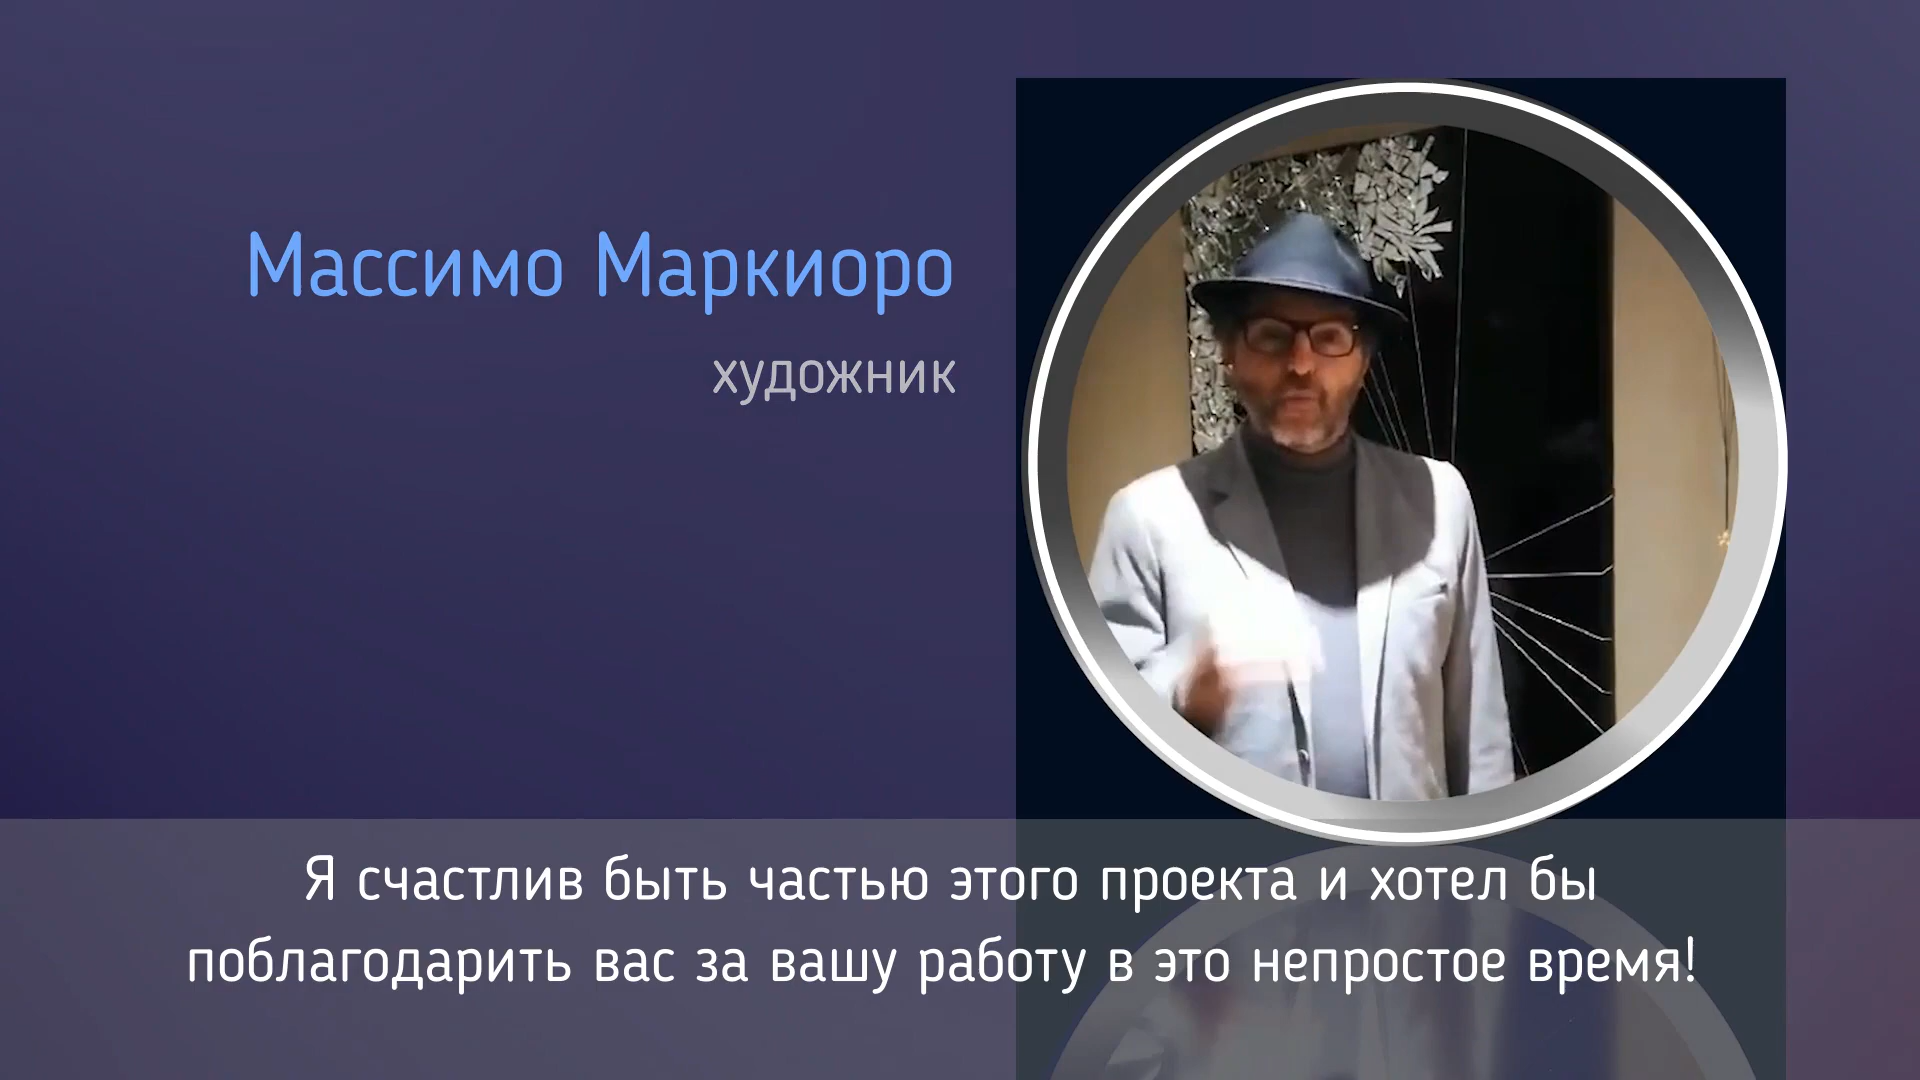 Массимо Маркиоро
художник
Я счастлив быть частью этого проекта и хотел бы
поблагодарить вас за вашу работу в это непростое время!